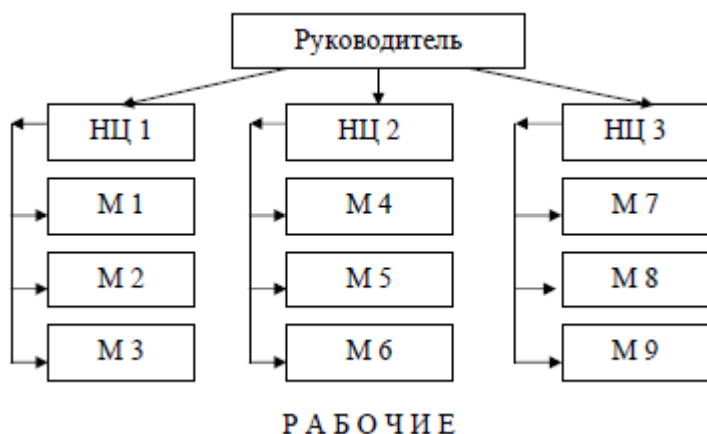 Руководитель
НЦ 1 НЦ 2 НЦ 3
М 1 М 4 М 7
М 2 М 5 М 8
М 3 М 6 М 9
Р А Б О Ч И Е